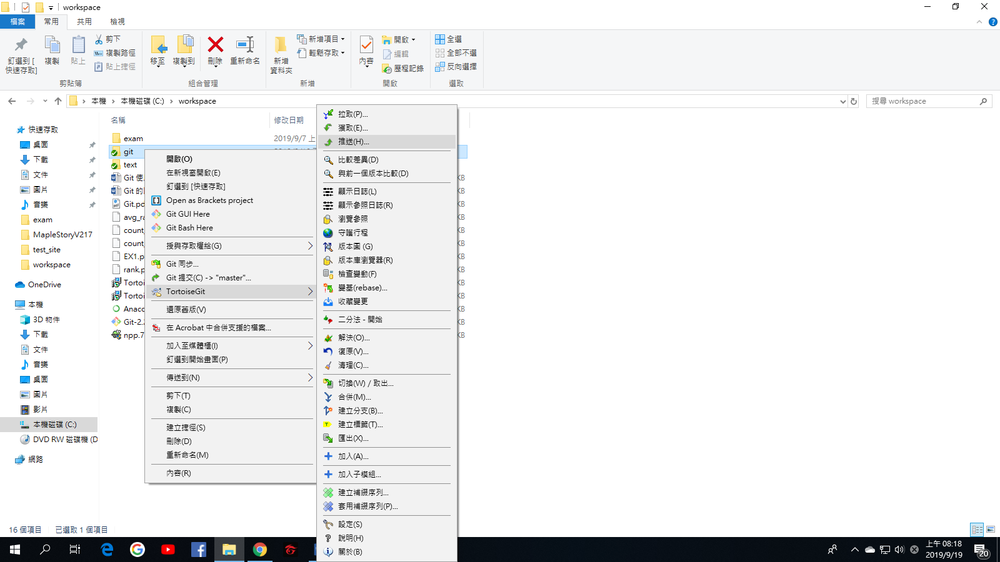 workspace
檔案
常用
共用
檢視
釘選到 [
快速存取]
複製
貼上
剪下
複製路徑
貼上捷徑
剪貼簿
移至
複製到
刪除
重新命名
組合管理
新增
資料夾
新增項目
輕鬆存取
新增
內容
開啟
編輯
歷程記錄
開啟
全選
全部不選
反向選擇
選取
本機 > 本機磁碟 (C:) > workspace
搜尋 workspace
快速存取
桌面
下載
文件
圖片
音樂
exam
MapleStoryV217
test_site
workspace
OneDrive
本機
3D 物件
下載
文件
音樂
桌面
圖片
影片
本機磁碟 (C:)
DVD RW 磁碟機 (D
網路
名稱
修改日期
exam
2019/9/7 上
git
text
Git 使
Git 的
Git.pd
avg_ra
count_
count_
EX1.p
rank.p
Tortoi
Tortoi
Anaco
Git-2.
npp.7
KB
KB
KB
KB
KB
KB
KB
KB
KB
KB
KB
KB
KB
開啟(O)
在新視窗開啟(E)
釘選到 [快速存取]
Open as Brackets project
Git GUI Here
Git Bash Here
授與存取權給(G)
Git 同步...
Git 提交(C) -> "master"...
TortoiseGit
還原舊版(V)
在 Acrobat 中合併支援的檔案...
加入至媒體櫃(I)
釘選到開始畫面(P)
傳送到(N)
剪下(T)
複製(C)
建立捷徑(S)
刪除(D)
重新命名(M)
內容(R)
拉取(P)...
獲取(E)...
推送(H)...
比較差異(D)
與前一個版本比較(D)
顯示日誌(L)
顯示參照日誌(R)
瀏覽參照
守護行程
版本圖 (G)
版本庫瀏覽器(R)
檢查變動(F)
變基(rebase)...
收藏變更
二分法 - 開始
解決(O)...
復原(V)...
清理(C)...
切換(W) / 取出...
合併(M)...
建立分支(B)...
建立標籤(T)...
匯出(X)...
加入(A)...
加入子模組...
建立補綴序列...
套用補綴序列(P)...
設定(S)
說明(H)
關於(B)
16 個項目
已選取 1 個項目
上午 08:18
2019/9/19
20